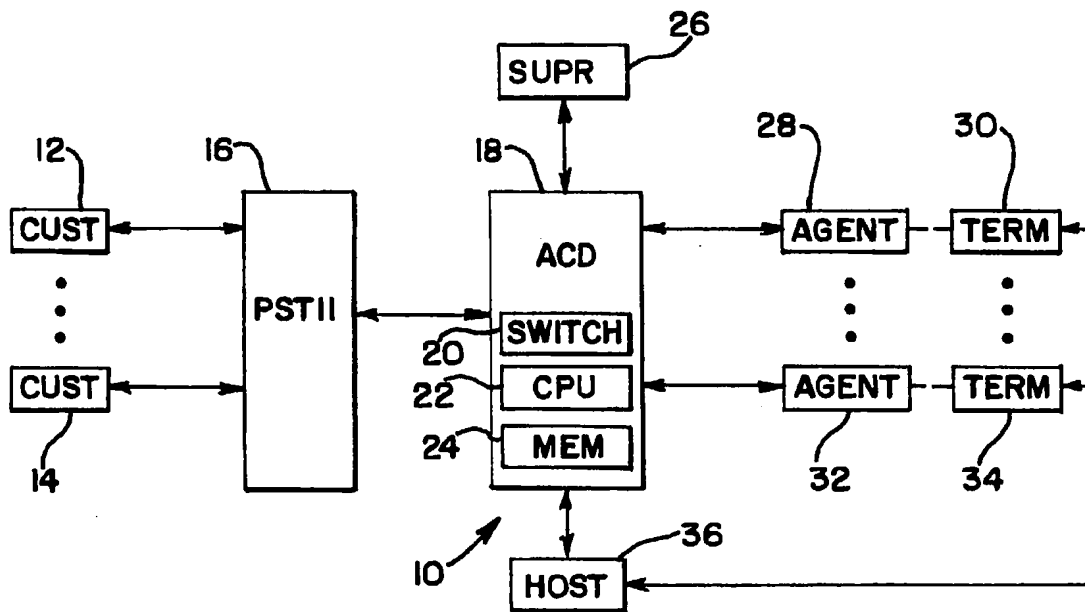 26
SUPR
12
16
18
28
30
CUST
ACD
AGENT
TERM
PST11
SWITCH
20
CUST
22
CPU
AGENT
TERM
14
24
MEM
32
34
10
36
HOST